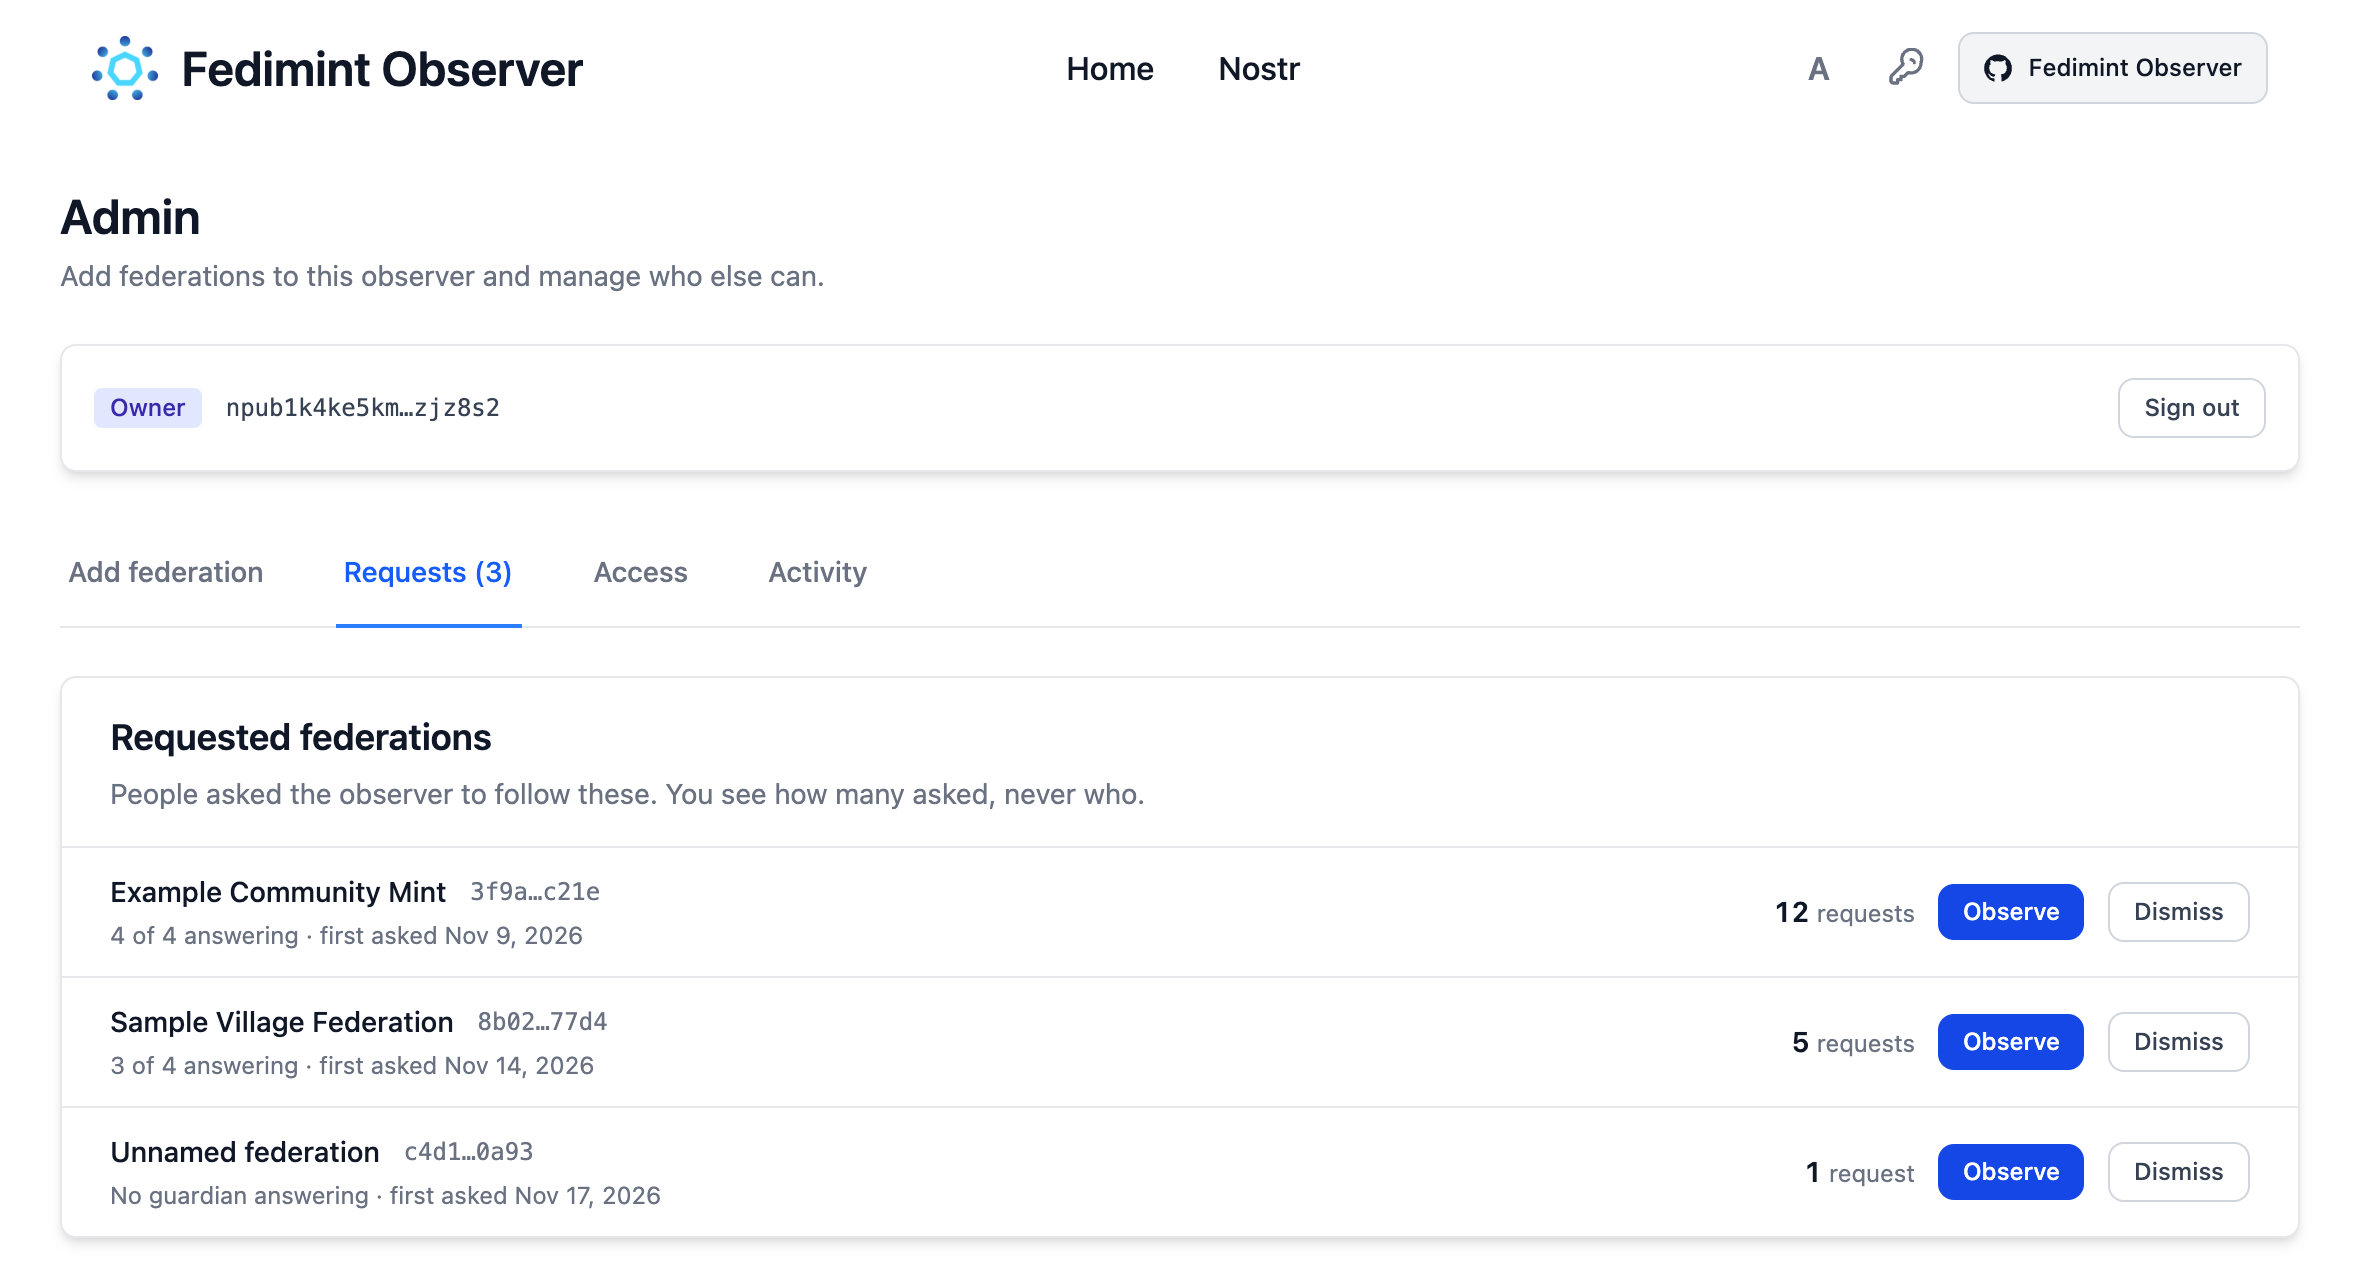 Fedimint Observer
Home
Nostr
A
Fedimint Observer
Admin
Add federations to this observer and manage who else can.
Owner
npub1k4ke5km…zjz8s2
Sign out
Add federation
Requests (3)
Access
Activity
Requested federations
People asked the observer to follow these. You see how many asked, never who.
Example Community Mint 3f9a…c21e
4 of 4 answering · first asked Nov 9, 2026
12 requests
Observe
Dismiss
Sample Village Federation 8b02…77d4
3 of 4 answering · first asked Nov 14, 2026
5 requests
Observe
Dismiss
Unnamed federation c4d1…0a93
No guardian answering · first asked Nov 17, 2026
1 request
Observe
Dismiss